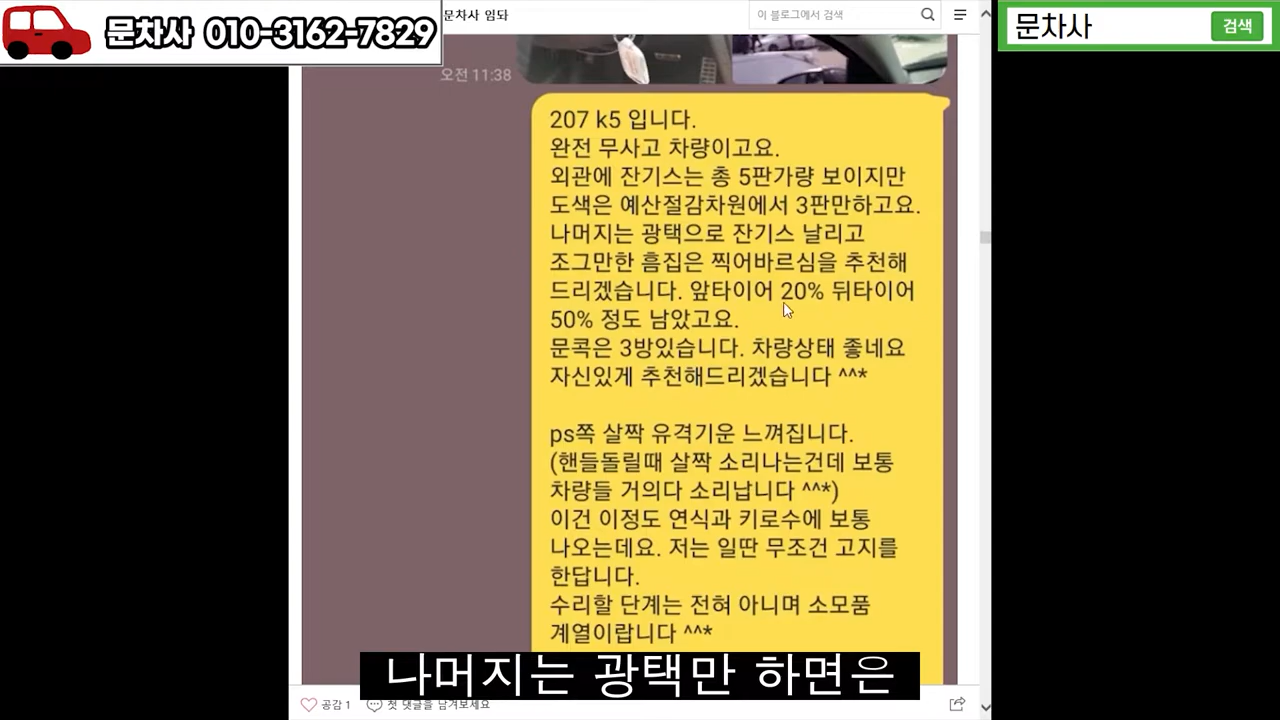 문차사 010-3162-7829
문차사 임돠
이 블로그에서 검색
문차사
검색
오전 11:38
207 k5 입니다.
완전 무사고 차량이고요.
외관에 잔기스는 총 5판가량 보이지만
도색은 예산절감차원에서 3판만하고요.
나머지는 광택으로 잔기스 날리고
조그만한 흠집은 찍어바르심을 추천해
드리겠습니다. 앞타이어 20% 뒤타이어
50% 정도 남았고요.
문콕은 3방있습니다. 차량상태 좋네요
자신있게 추천해드리겠습니다 ^^*
ps쪽 살짝 유격기운 느껴집니다.
(핸들돌릴때 살짝 소리나는건데 보통
차량들 거의다 소리납니다 ^^*)
이건 이정도 연식과 키로수에 보통
나오는데요. 저는 일딴 무조건 고지를
한답니다.
수리할 단계는 전혀 아니며 소모품
계열이랍니다 ^^*
나머지는 광택만 하면은
공감 1
첫 댓글을 남겨보세요